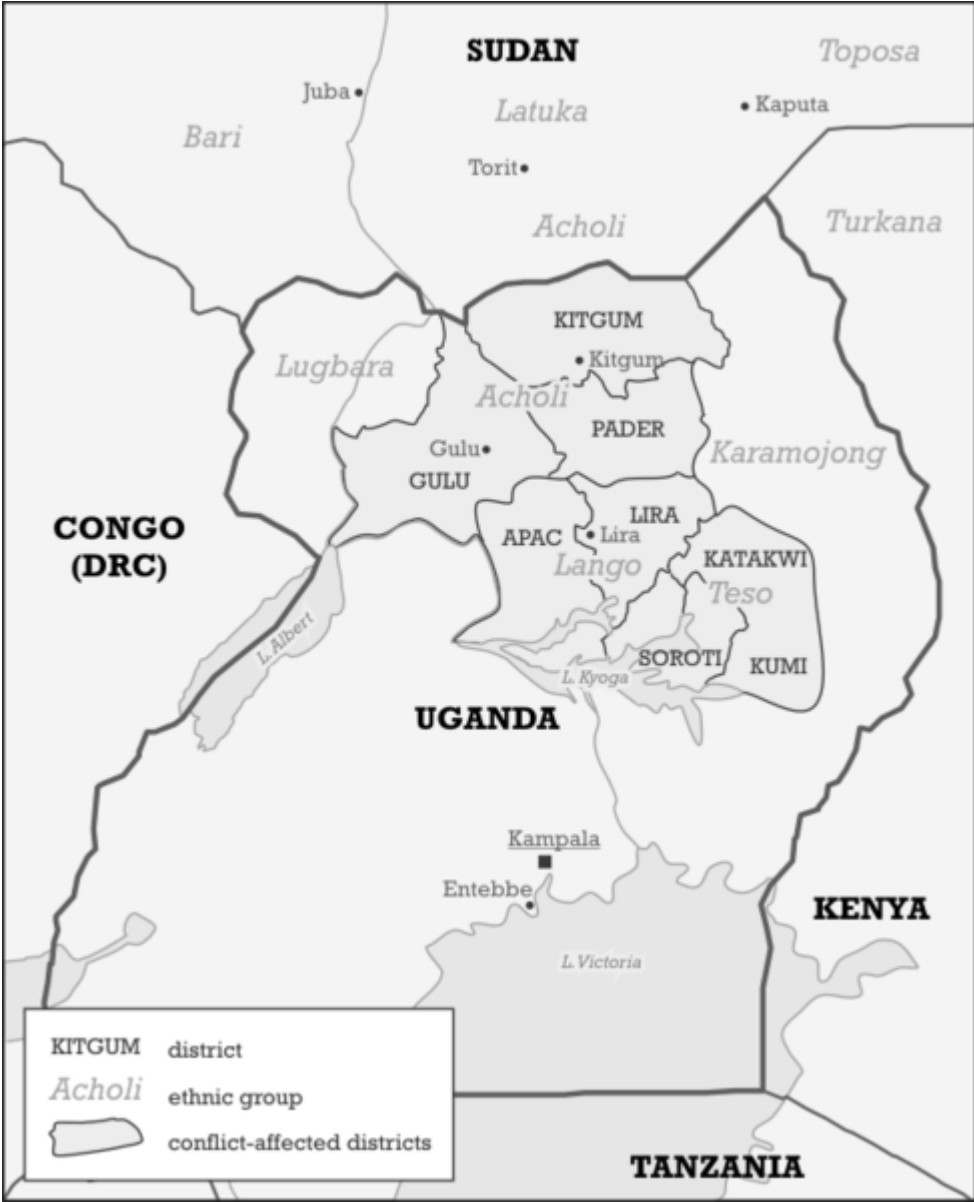 SUDAN
Toposa
Juba
Kaputa
Latuka
Bari
Torit
Turkana
Acholi
KITGUM
Kitgum
Lugbara
Acholi
PADER
Gulu
Karamojong
GULU
LIRA
CONGO
(DRC)
APAC
Lira
KATAKWI
Lango
Teso
L. Albert
SOROTI
KUMI
L. Kyoga
UGANDA
Kampala
Entebbe
KENYA
L. Victoria
KITGUM district
Acholi ethnic group
conflict-affected districts
TANZANIA